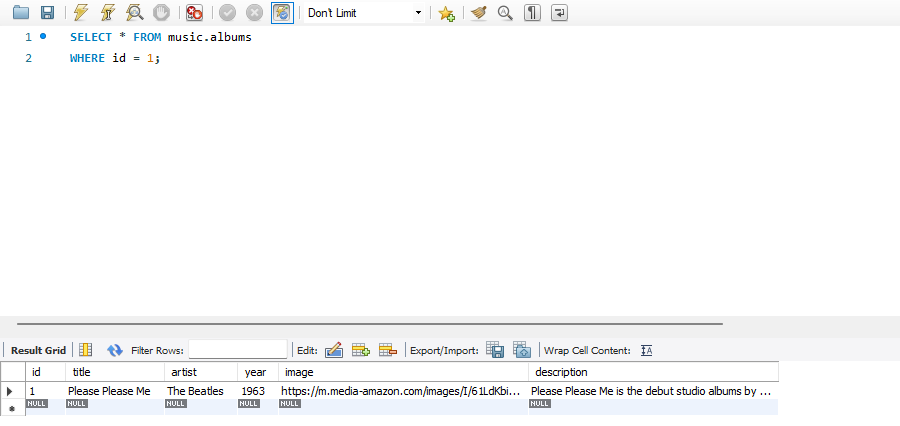 Don't Limit
1 SELECT * FROM music.albums
2 WHERE id = 1;
Result Grid Filter Rows: Edit: Export/Import: Wrap Cell Content: IA
id title artist year image description
1 Please Please Me The Beatles 1963 https://m.media-amazon.com/images/I/61LdKbi... Please Please Me is the debut studio albums by ...
NULL NULL NULL NULL NULL NULL